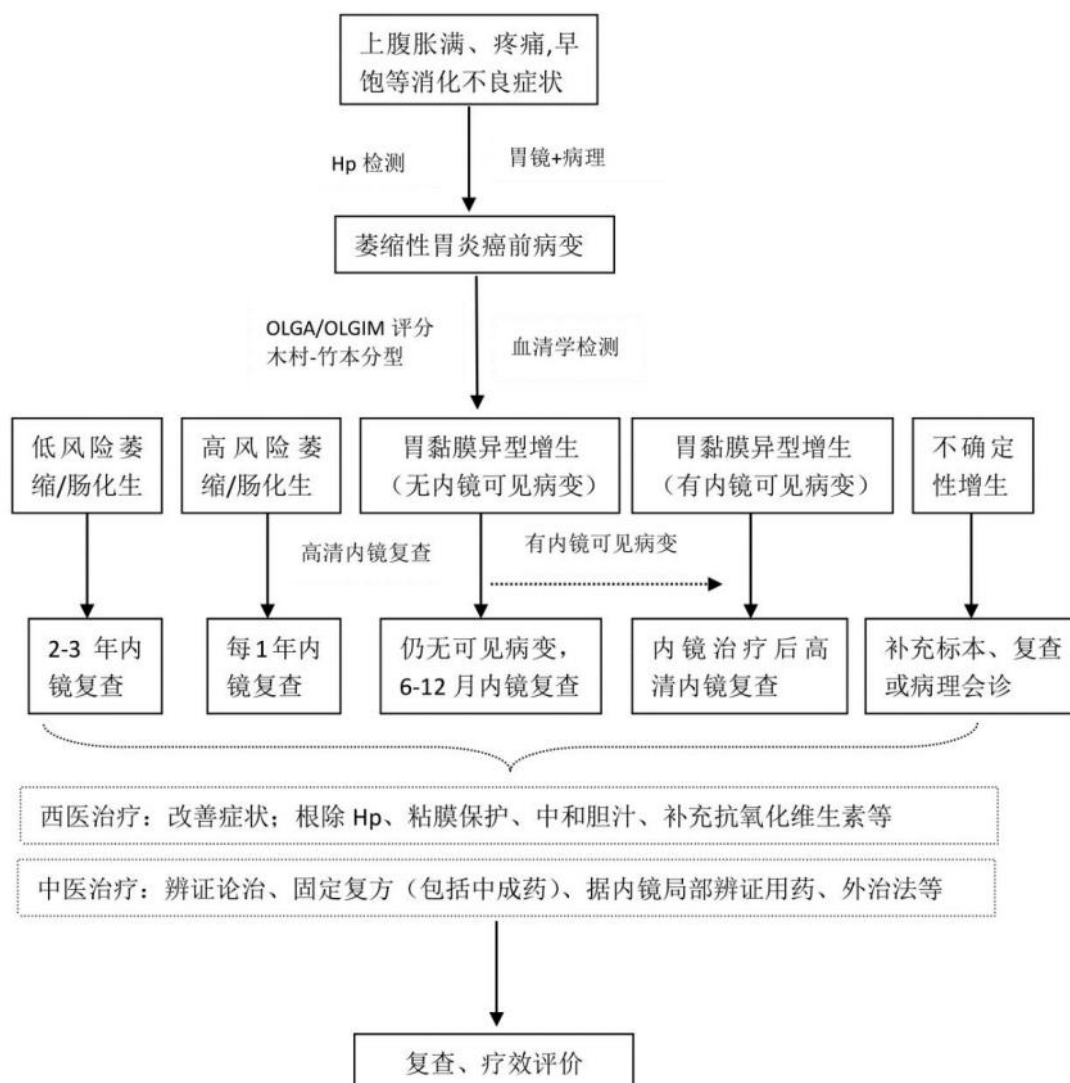 上腹胀满、疼痛,早
饱等消化不良症状
Hp 检测
胃镜+病理
萎缩性胃炎癌前病变
OLGA/OLGIM 评分
木村-竹本分型
血清学检测
低风险萎
缩/肠化生
高风险萎
缩/肠化生
胃黏膜异型增生
（无内镜可见病变）
胃黏膜异型增生
（有内镜可见病变）
不确定
性增生
高清内镜复查
有内镜可见病变
2-3 年内
镜复查
每1年内
镜复查
仍无可见病变，
6-12 月内镜复查
内镜治疗后高
清内镜复查
补充标本、复查
或病理会诊
西医治疗：改善症状；根除 Hp、粘膜保护、中和胆汁、补充抗氧化维生素等
中医治疗：辨证论治、固定复方（包括中成药）、据内镜局部辨证用药、外治法等
复查、疗效评价